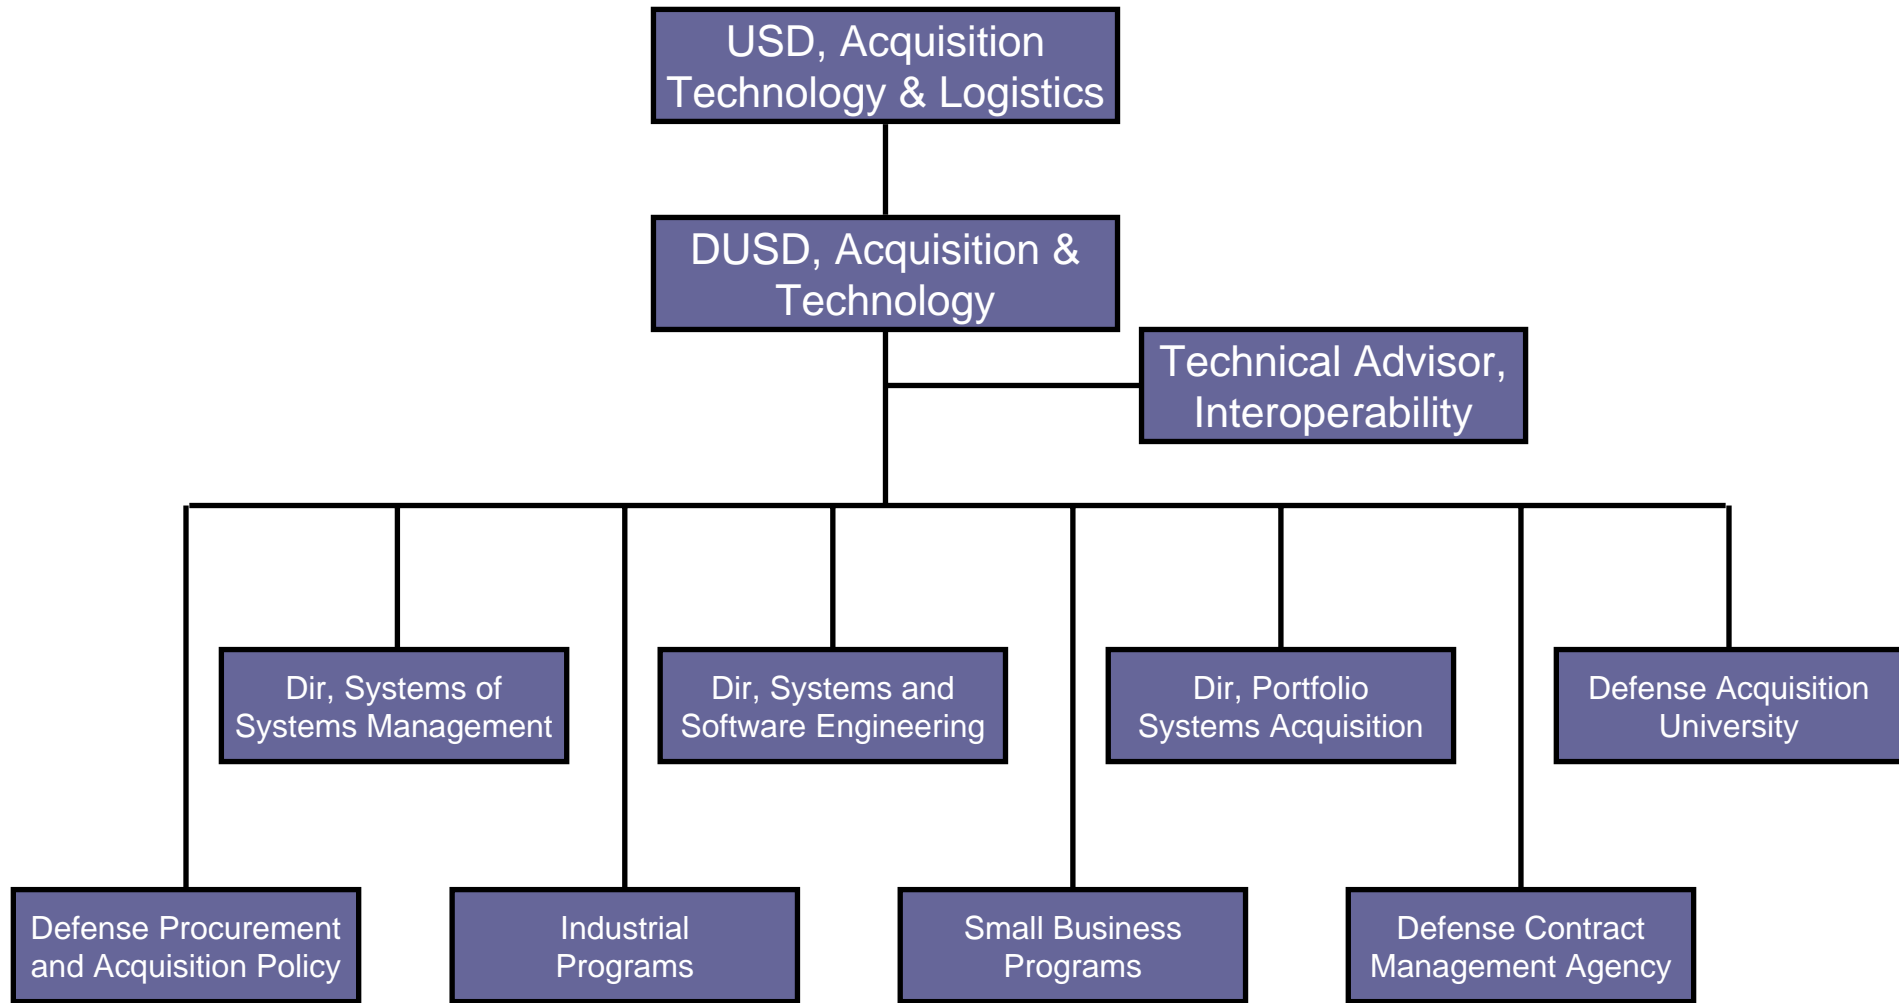 USD, Acquisition
Technology & Logistics
DUSD, Acquisition &
Technology
Technical Advisor,
Interoperability
Dir, Systems of
Systems Management
Dir, Systems and
Software Engineering
Dir, Portfolio
Systems Acquisition
Defense Acquisition
University
Defense Procurement
and Acquisition Policy
Industrial
Programs
Small Business
Programs
Defense Contract
Management Agency